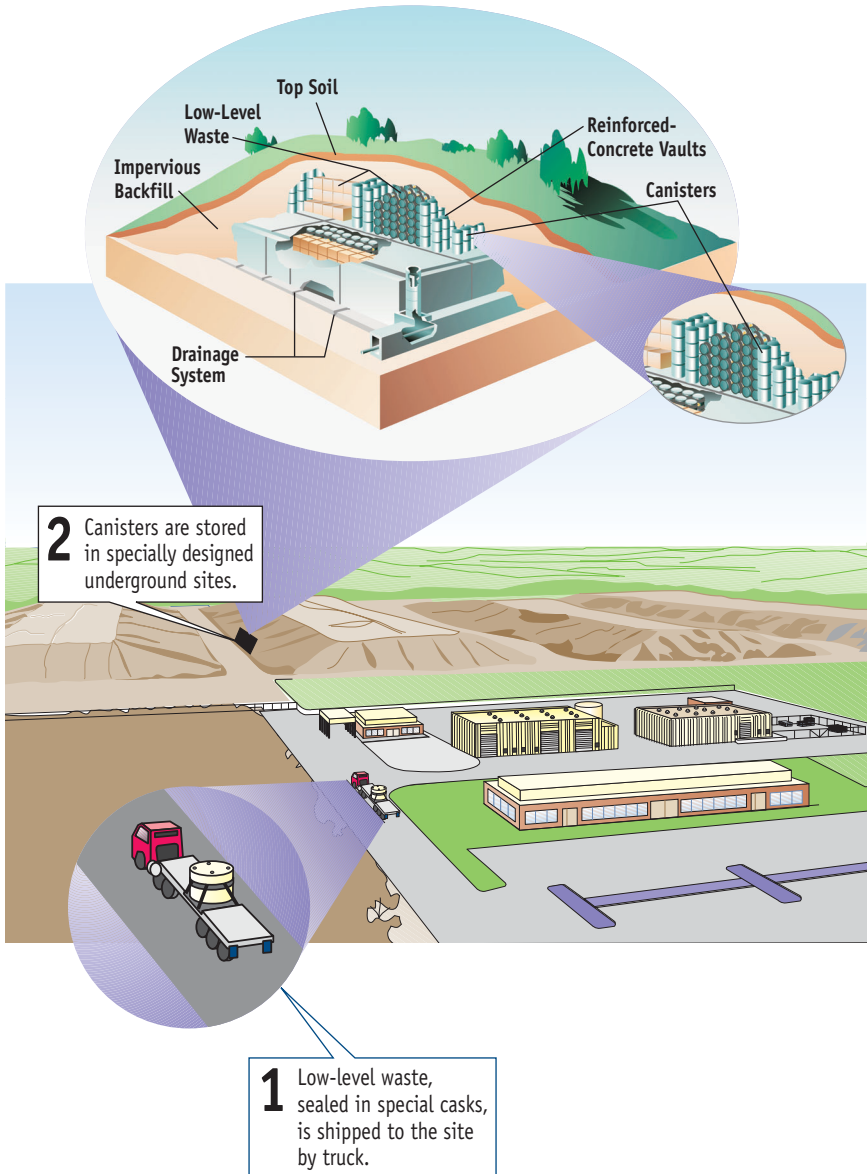 Top Soil
Low-Level
Waste
Reinforced-
Concrete Vaults
Impervious
Backfill
Canisters
Drainage
System
2 Canisters are stored
in specially designed
underground sites.
1 Low-level waste,
sealed in special casks,
is shipped to the site
by truck.